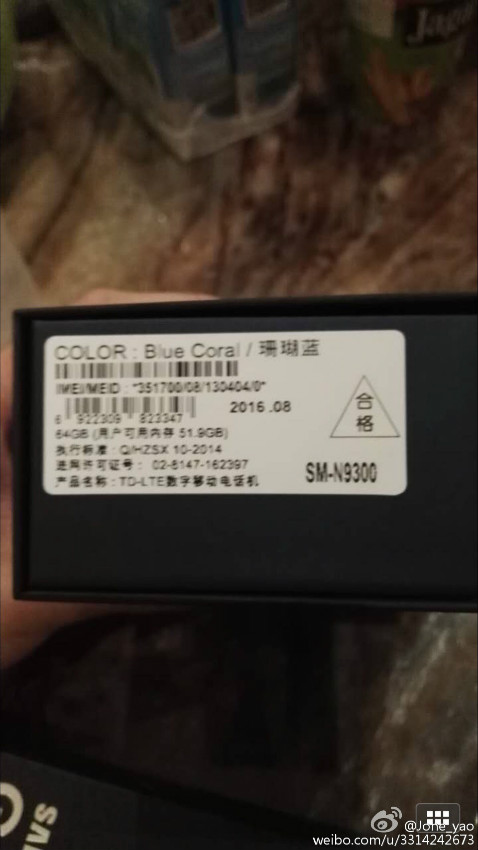 Jaga
COLOR : Blue Coral / 珊瑚蓝
IMEI/MEID : "351700/08/130404/0"
6 922309 823347
2016 .08
合格
64GB (用户可用内存 51.9GB)
执行标准 : Q/HZSX 10-2014
进网许可证号 : 02-8147-162397
产品名称 : TD-LTE数字移动电话机
SM-N9300
SA
@Jone_yao
weibo.com/u/3314242673